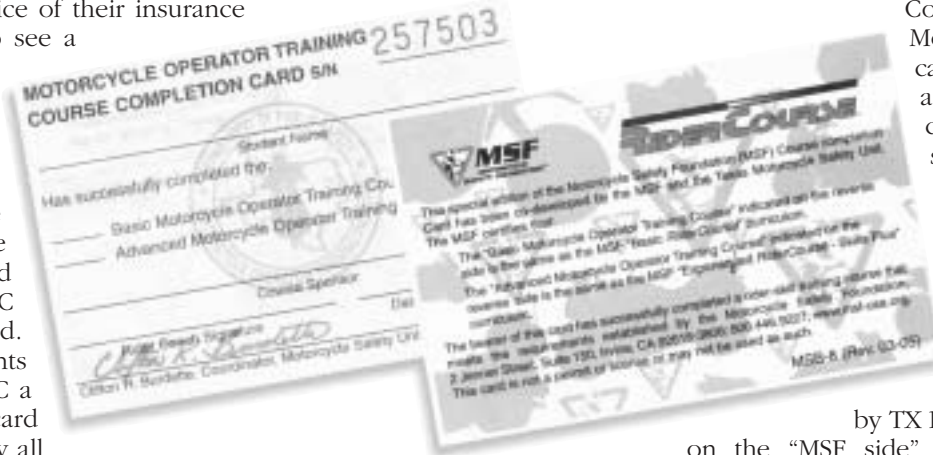 ice of their insurance
o see a
e
d
C
d.
nts
C a
ard
y all
MOTORCYCLE OPERATOR TRAINING 257503
COURSE COMPLETION CARD S/N
Student Name
Has successfully completed the:
Basic Motorcycle Operator Training Cou
Advanced Motorcycle Operator Training
Course Sponsor
Dat
Signature
Clifton R. Burdette, Coordinator, Motorcycle Safety Unit
MSF
RIDERCOURSE
This special edition of the Motorcycle Safety Foundation (MSF) Course completion
Card has been co-developed by the MSF and the Texas Motorcycle Safety Unit.
The MSF certifies that:
The "Basic Motorcycle Operator Training Course" indicated on the reverse
side is the same as the MSF "Basic RiderCourse" curriculum.
The "Advanced Motorcycle Operator Training Course" indicated on the
reverse side is the same as the MSF "Experienced RiderCourse - Suite Plus"
curriculum.
The bearer of this card has successfully completed a rider-skill training course that
meets the requirements established by the Motorcycle Safety Foundation,
2 Jenner Street, Suite 150, Irvine, CA 92618-3806; 800.446.9227; www.msf-usa.org.
This card is not a permit or license or may not be used as such.
MSB-8 (Rev. 03-05)
Co
Mo
ca
a
c
s
by TX
on the "MSF side"